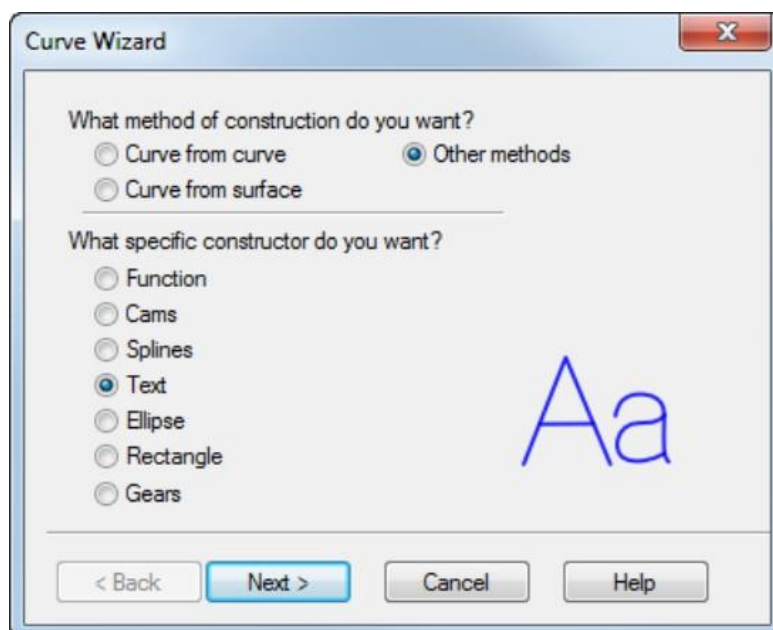 Curve Wizard
What method of construction do you want?
Curve from curve Other methods
Curve from surface
What specific constructor do you want?
Function
Cams
Splines
Text
Ellipse
Rectangle
Gears
Aa
< Back Next > Cancel Help